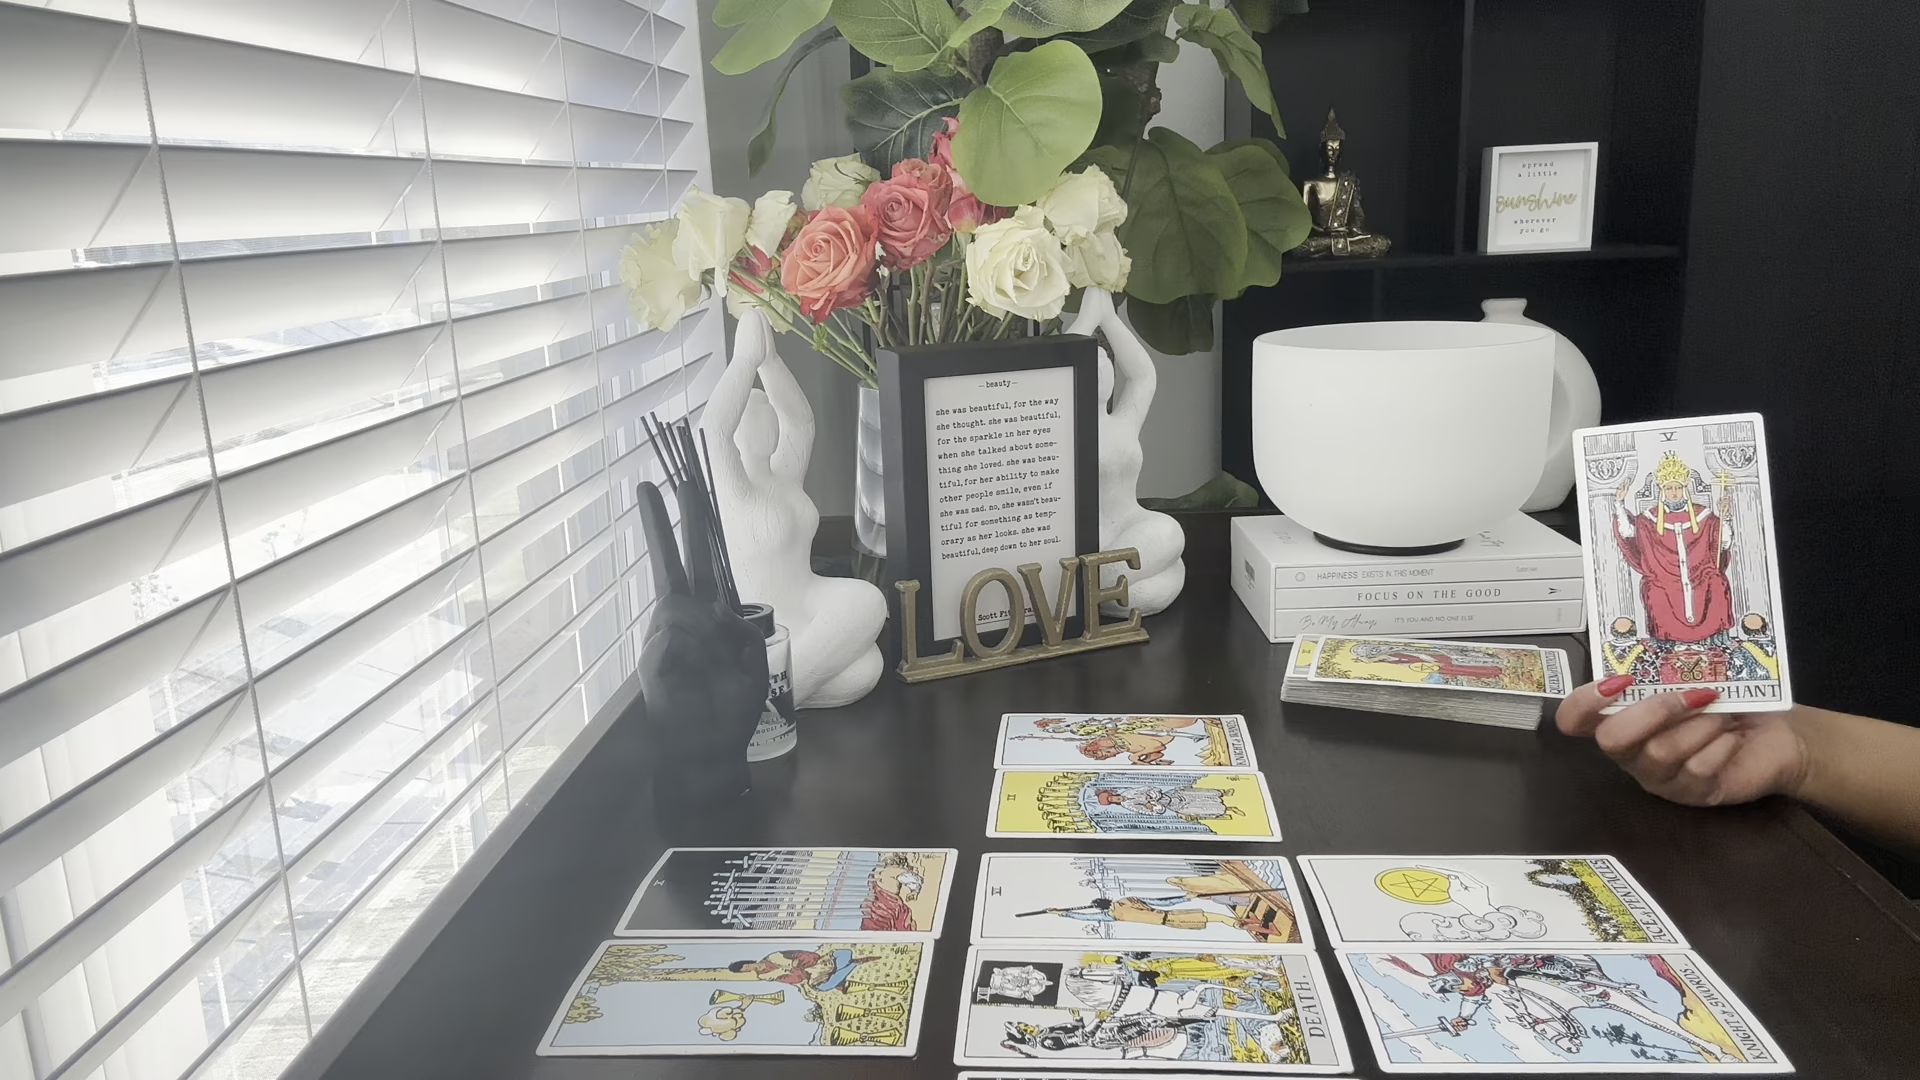 spread
a little
sunshine
wherever
you go
—beauty—
she was beautiful, for the way
she thought. she was beautiful,
for the sparkle in her eyes
when she talked about some-
thing she loved. she was beau-
tiful, for her ability to make
other people smile, even if
she was sad. no, she wasn't beau-
tiful for something as temp-
orary as her looks. she was
beautiful, deep down to her soul.
Scott
LOVE
HAPPINESS EXISTS IN THIS MOMENT
FOCUS ON THE GOOD
Be My Always
IT'S YOU AND NO ONE ELSE
V
KNIGHT of WANDS
ACE of PENTACLES
XIII
DEATH.
KNIGHT of SWORDS.